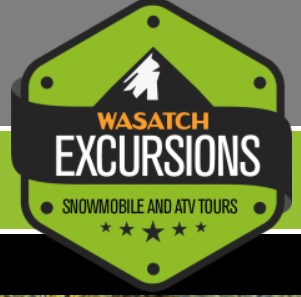 WASATCH
EXCURSIONS
SNOWMOBILE AND ATV TOURS